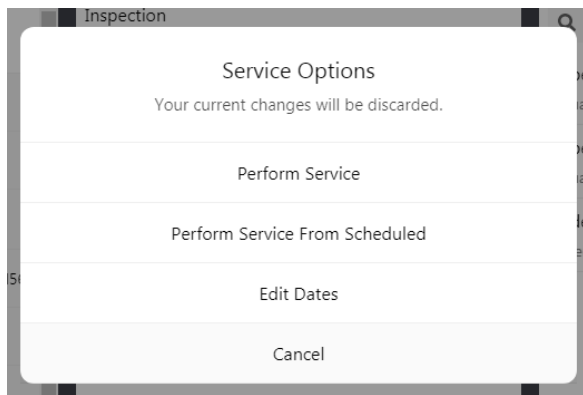 Inspection
Service Options
Your current changes will be discarded.
Perform Service
Perform Service From Scheduled
Edit Dates
Cancel